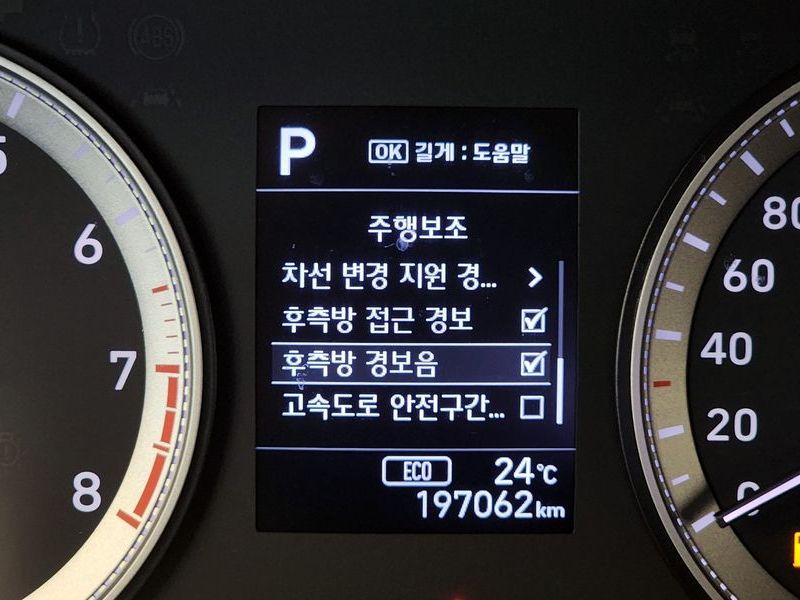 P
OK 길게 : 도움말
주행보조
차선 변경 지원 경... >
후측방 접근 경보
후측방 경보음
고속도로 안전구간...
ECO 24℃
197062km
6
7
8
80
60
40
20
0
ABS